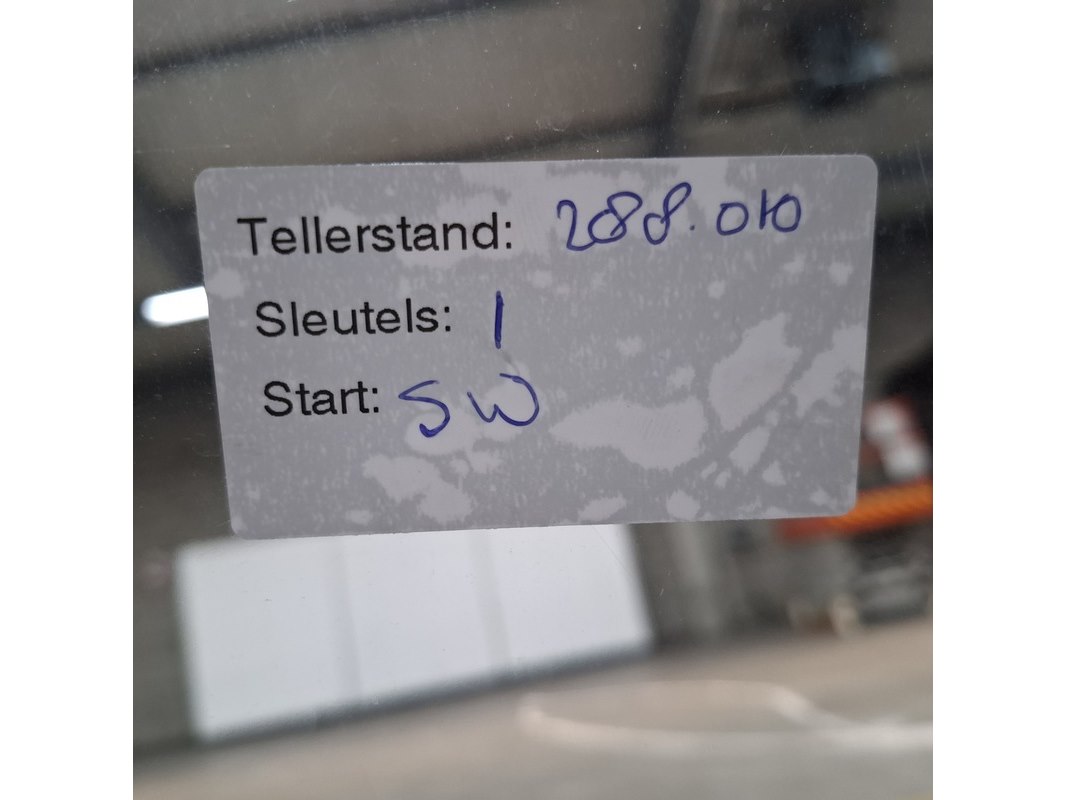 Tellerstand: 288.010
Sleutels: 1
Start: SW